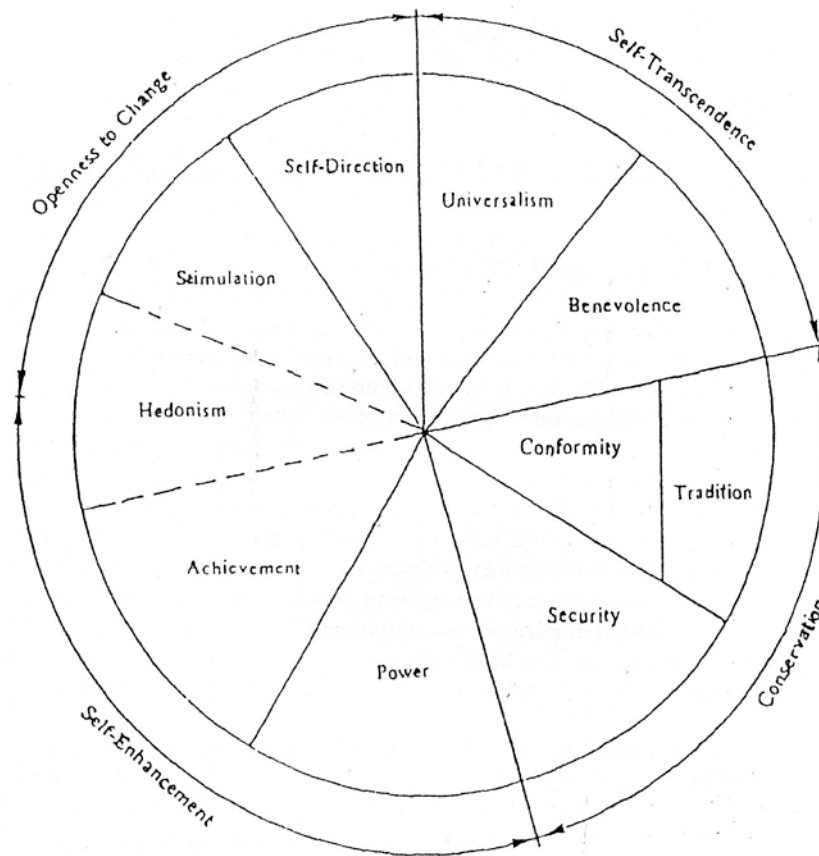 Openness to Change
Self-Transcendence
Self-Direction
Universalism
Stimulation
Benevolence
Hedonism
Conformity
Tradition
Achievement
Security
Power
Conservation
Self-Enhancement